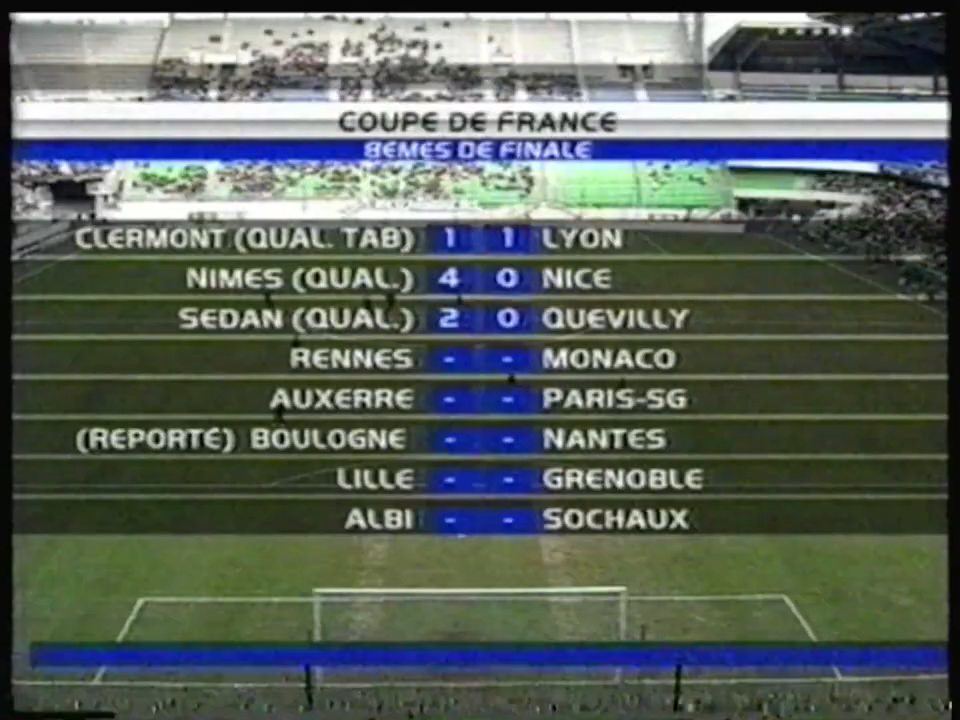 COUPE DE FRANCE
8EMES DE FINALE
CLERMONT (QUAL. TAB) 1 1 LYON
NIMES (QUAL.) 4 0 NICE
SEDAN (QUAL.) 2 0 QUEVILLY
RENNES - - MONACO
AUXERRE - - PARIS-SG
(REPORTÉ) BOULOGNE - - NANTES
LILLE - - GRENOBLE
ALBI - - SOCHAUX